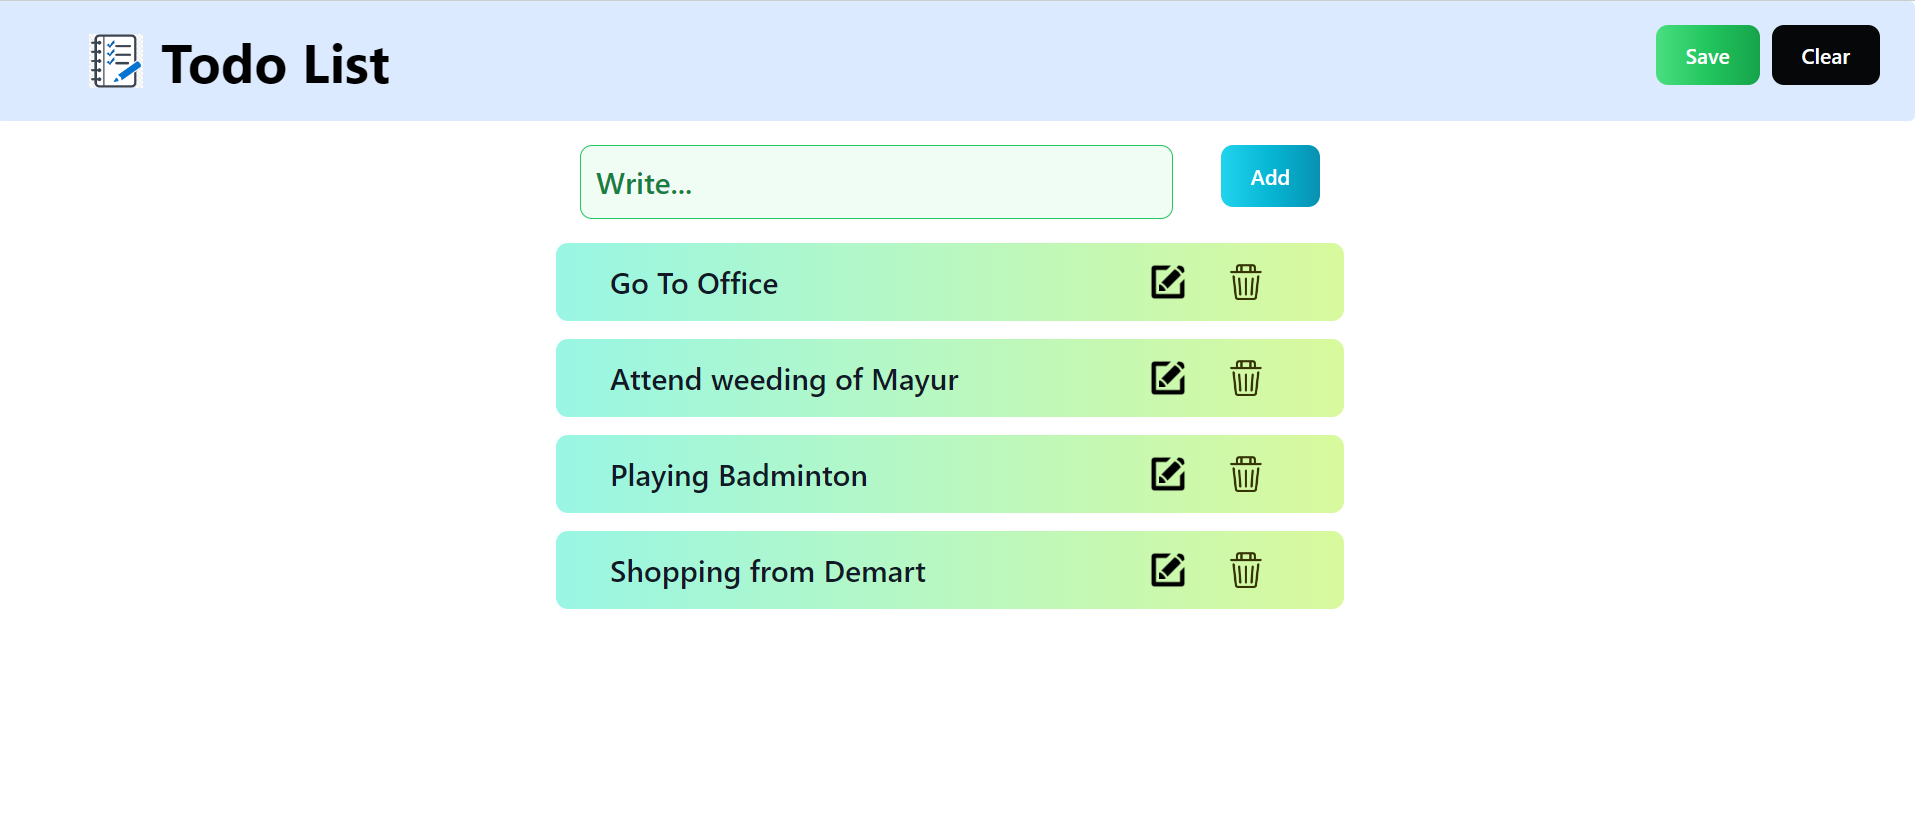 Todo List
Save
Clear
Write...
Add
Go To Office
Attend weeding of Mayur
Playing Badminton
Shopping from Demart